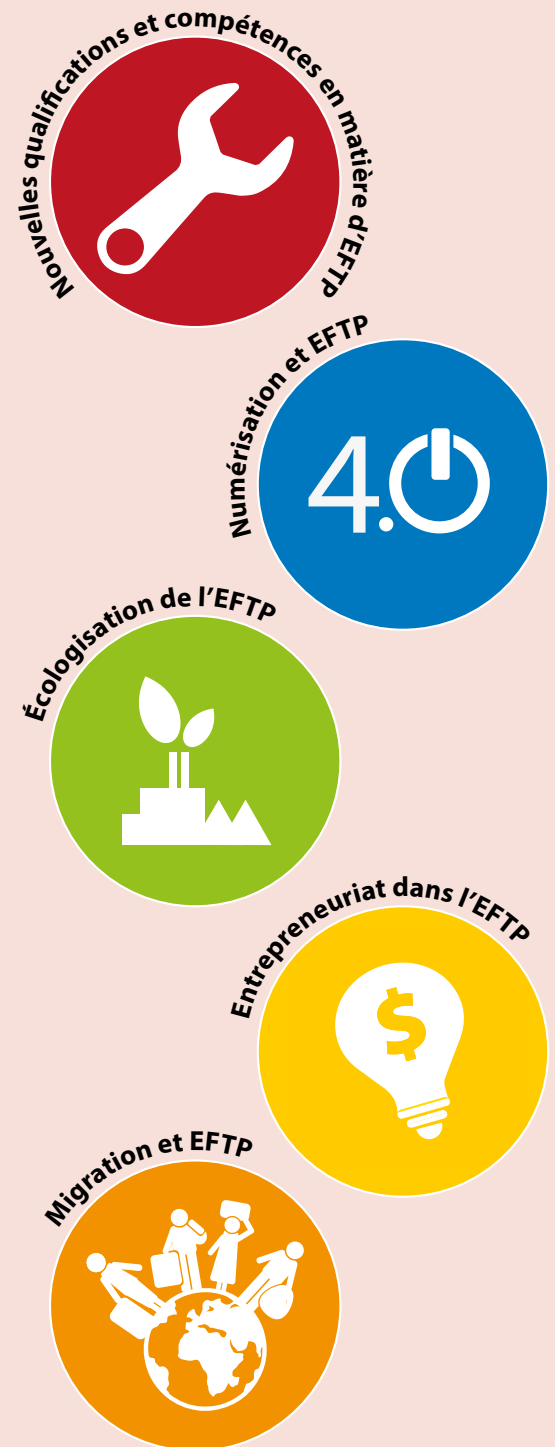 Nouvelles qualifications et compétences en matière d'EFTP
Numérisation et EFTP
4.0
Écologisation de l'EFTP
Entrepreneuriat dans l'EFTP
$
Migration et EFTP